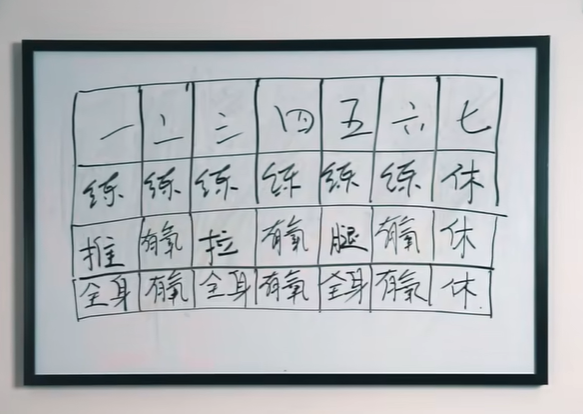 一 二 三 四 五 六 七
练 练 练 练 练 练 休
推 有氧 拉 有氧 腿 有氧 休
全身 有氧 全身 有氧 全身 有氧 休